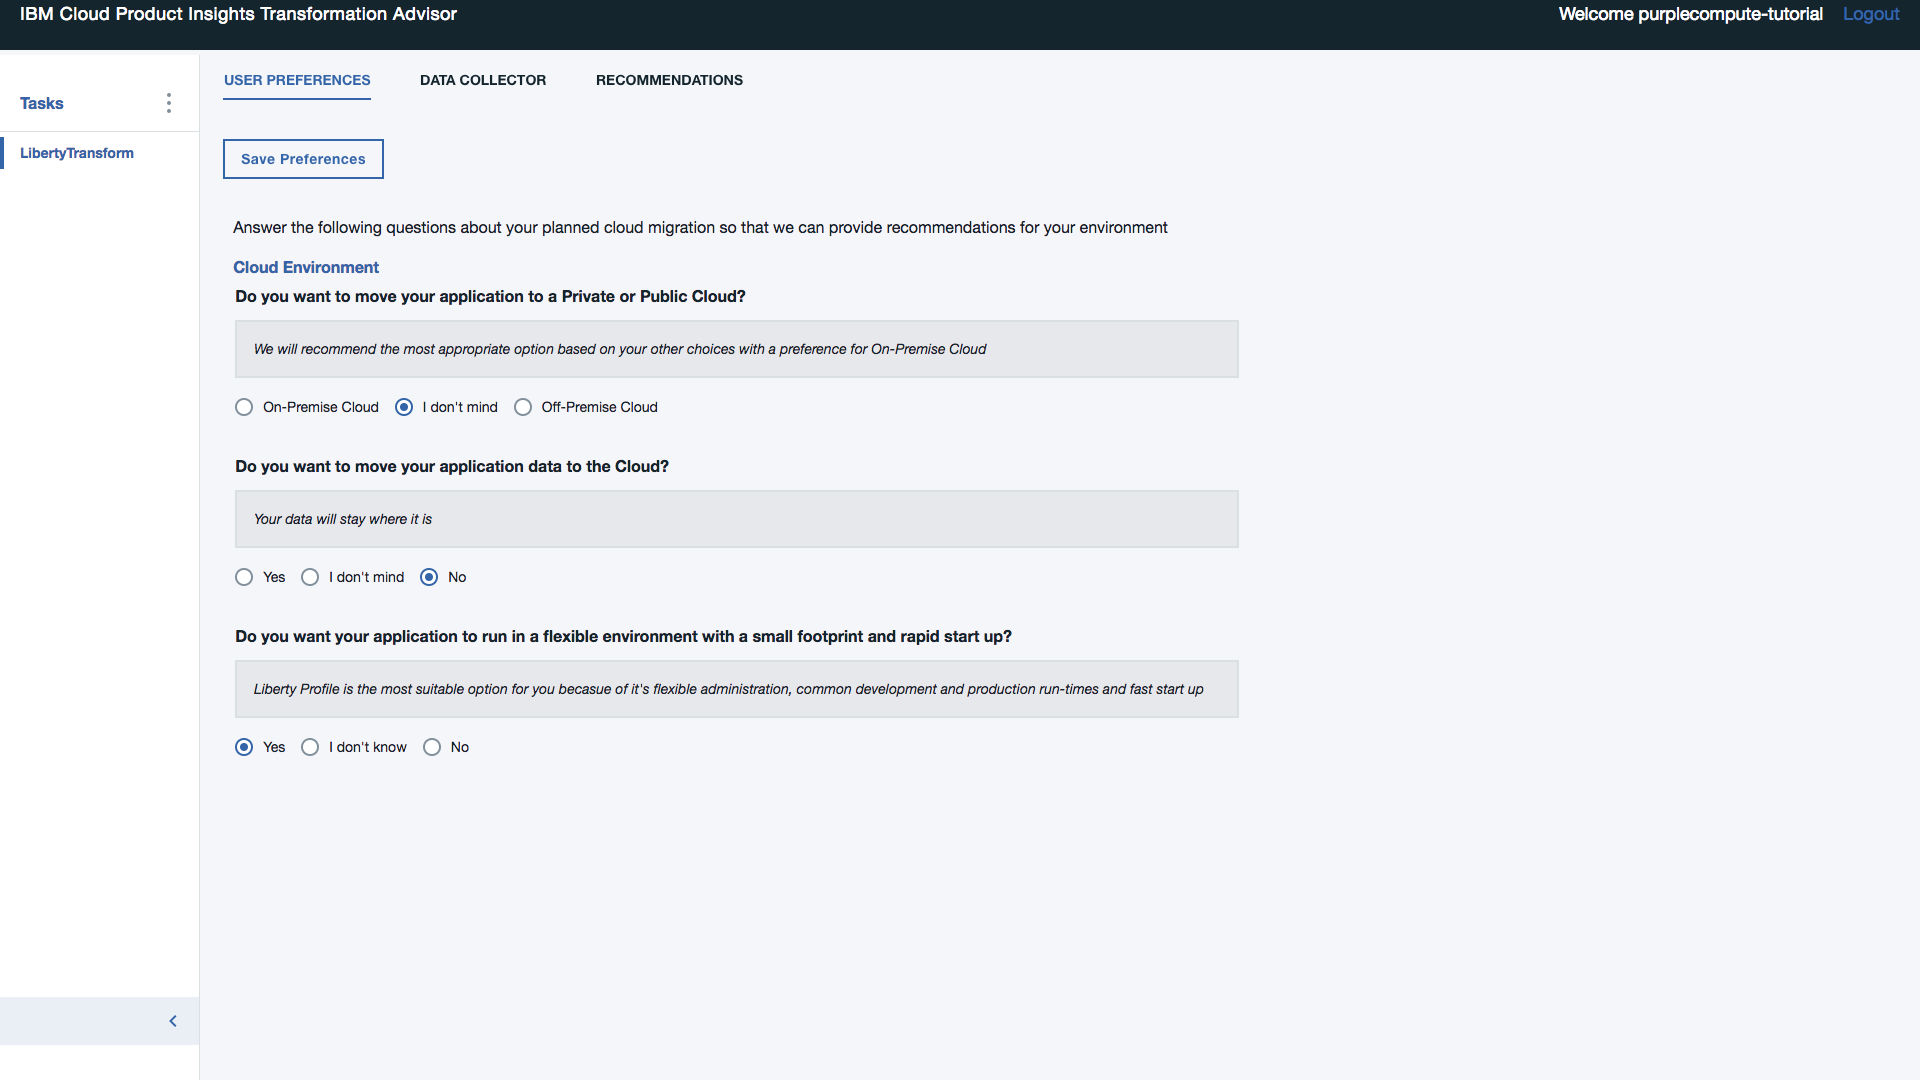 IBM Cloud Product Insights Transformation Advisor
Welcome purplecompute-tutorial Logout
Tasks
LibertyTransform
USER PREFERENCES DATA COLLECTOR RECOMMENDATIONS
Save Preferences
Answer the following questions about your planned cloud migration so that we can provide recommendations for your environment
Cloud Environment
Do you want to move your application to a Private or Public Cloud?
We will recommend the most appropriate option based on your other choices with a preference for On-Premise Cloud
On-Premise Cloud I don't mind Off-Premise Cloud
Do you want to move your application data to the Cloud?
Your data will stay where it is
Yes I don't mind No
Do you want your application to run in a flexible environment with a small footprint and rapid start up?
Liberty Profile is the most suitable option for you becasue of it's flexible administration, common development and production run-times and fast start up
Yes I don't know No